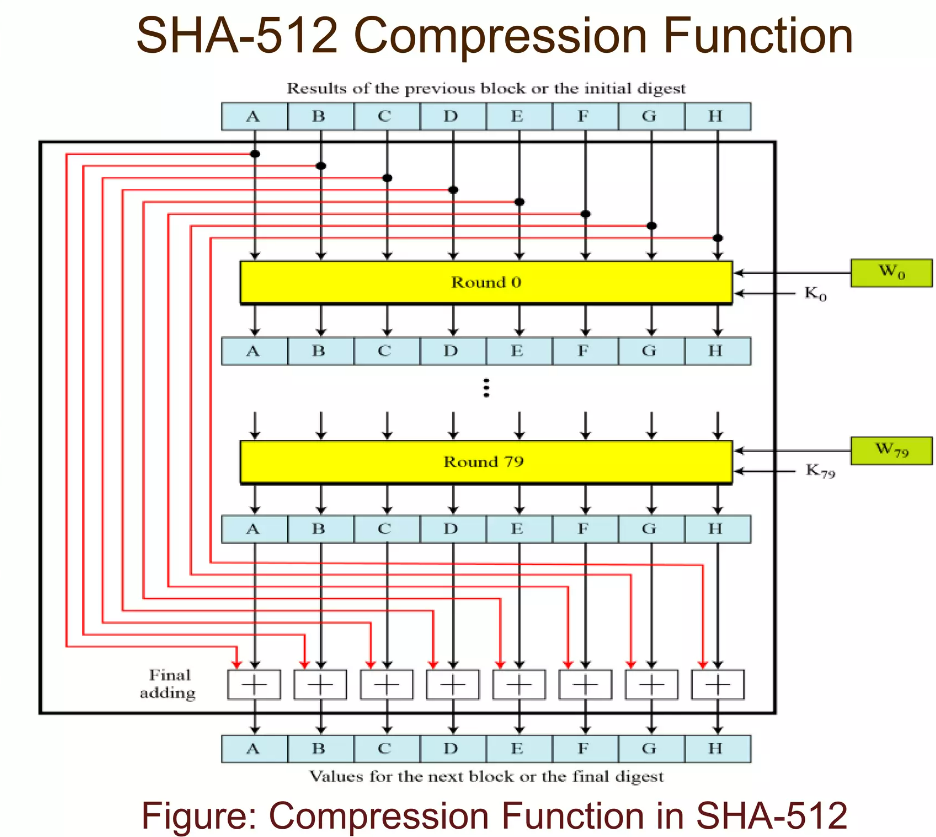 SHA-512 Compression Function
Results of the previous block or the initial digest
A B C D E F G H
Round 0
W₀
K₀
A B C D E F G H
Round 79
W₇₉
K₇₉
A B C D E F G H
Final
adding
A B C D E F G H
Values for the next block or the final digest
Figure: Compression Function in SHA-512